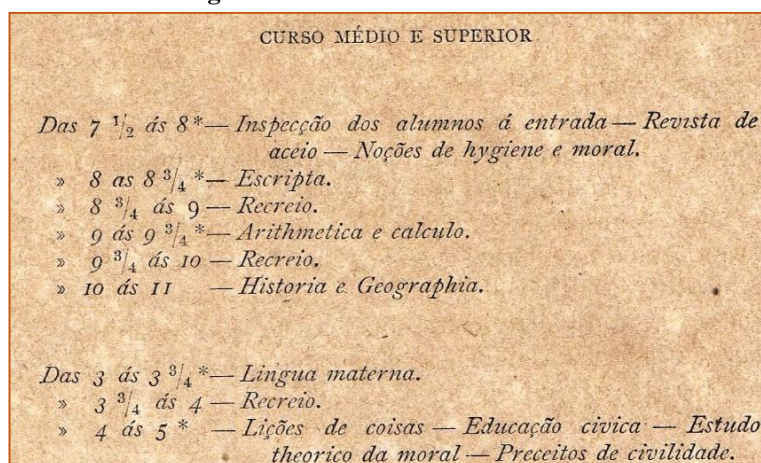 CURSO MÉDIO E SUPERIOR
Das 7 1/2 ás 8*— Inspecção dos alumnos á entrada — Revista de
aceio — Noções de hygiene e moral.
» 8 as 8 3/4 *— Escripta.
» 8 3/4 ás 9 — Recreio.
» 9 ás 9 3/4 *— Arithmetica e calculo.
» 9 3/4 ás 10 — Recreio.
» 10 ás 11 — Historia e Geographia.
Das 3 ás 3 3/4 *— Lingua materna.
» 3 3/4 ás 4 — Recreio.
» 4 ás 5 * — Lições de coisas — Educação civica — Estudo
theorico da moral — Preceitos de civilidade.